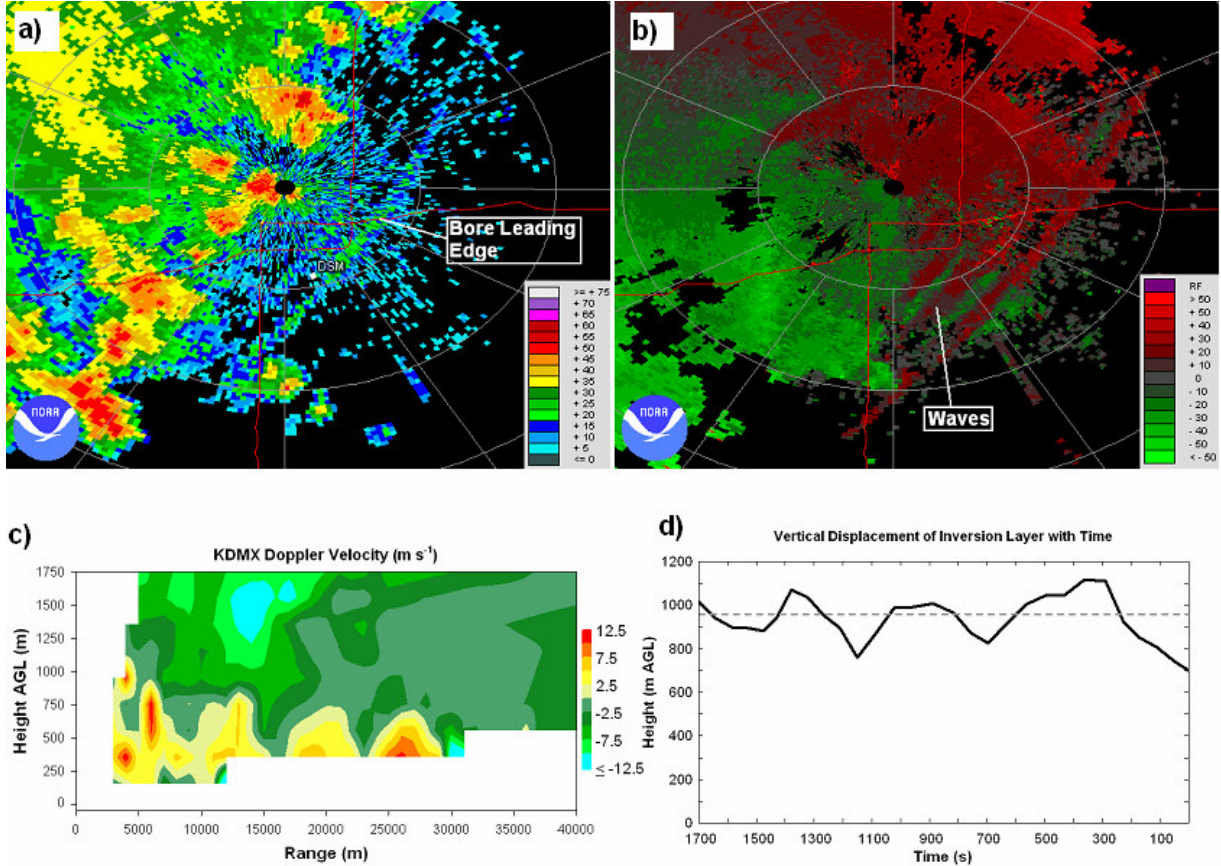 a)
Bore Leading
Edge
DSM
>= + 75
+ 70
+ 65
+ 60
+ 55
+ 50
+ 45
+ 40
+ 35
+ 30
+ 25
+ 20
+ 15
+ 10
+ 5
<= 0
NOAA
b)
Waves
RF
> 50
+ 50
+ 40
+ 30
+ 20
+ 10
0
- 10
- 20
- 30
- 40
- 50
< - 50
NOAA
c)
KDMX Doppler Velocity (m s⁻¹)
Height AGL (m)
1750
1500
1250
1000
750
500
250
0
0 5000 10000 15000 20000 25000 30000 35000 40000
Range (m)
12.5
7.5
2.5
-2.5
-7.5
≤ -12.5
d)
Vertical Displacement of Inversion Layer with Time
Height (m AGL)
1200
1000
800
600
400
200
0
1700 1500 1300 1100 900 700 500 300 100
Time (s)